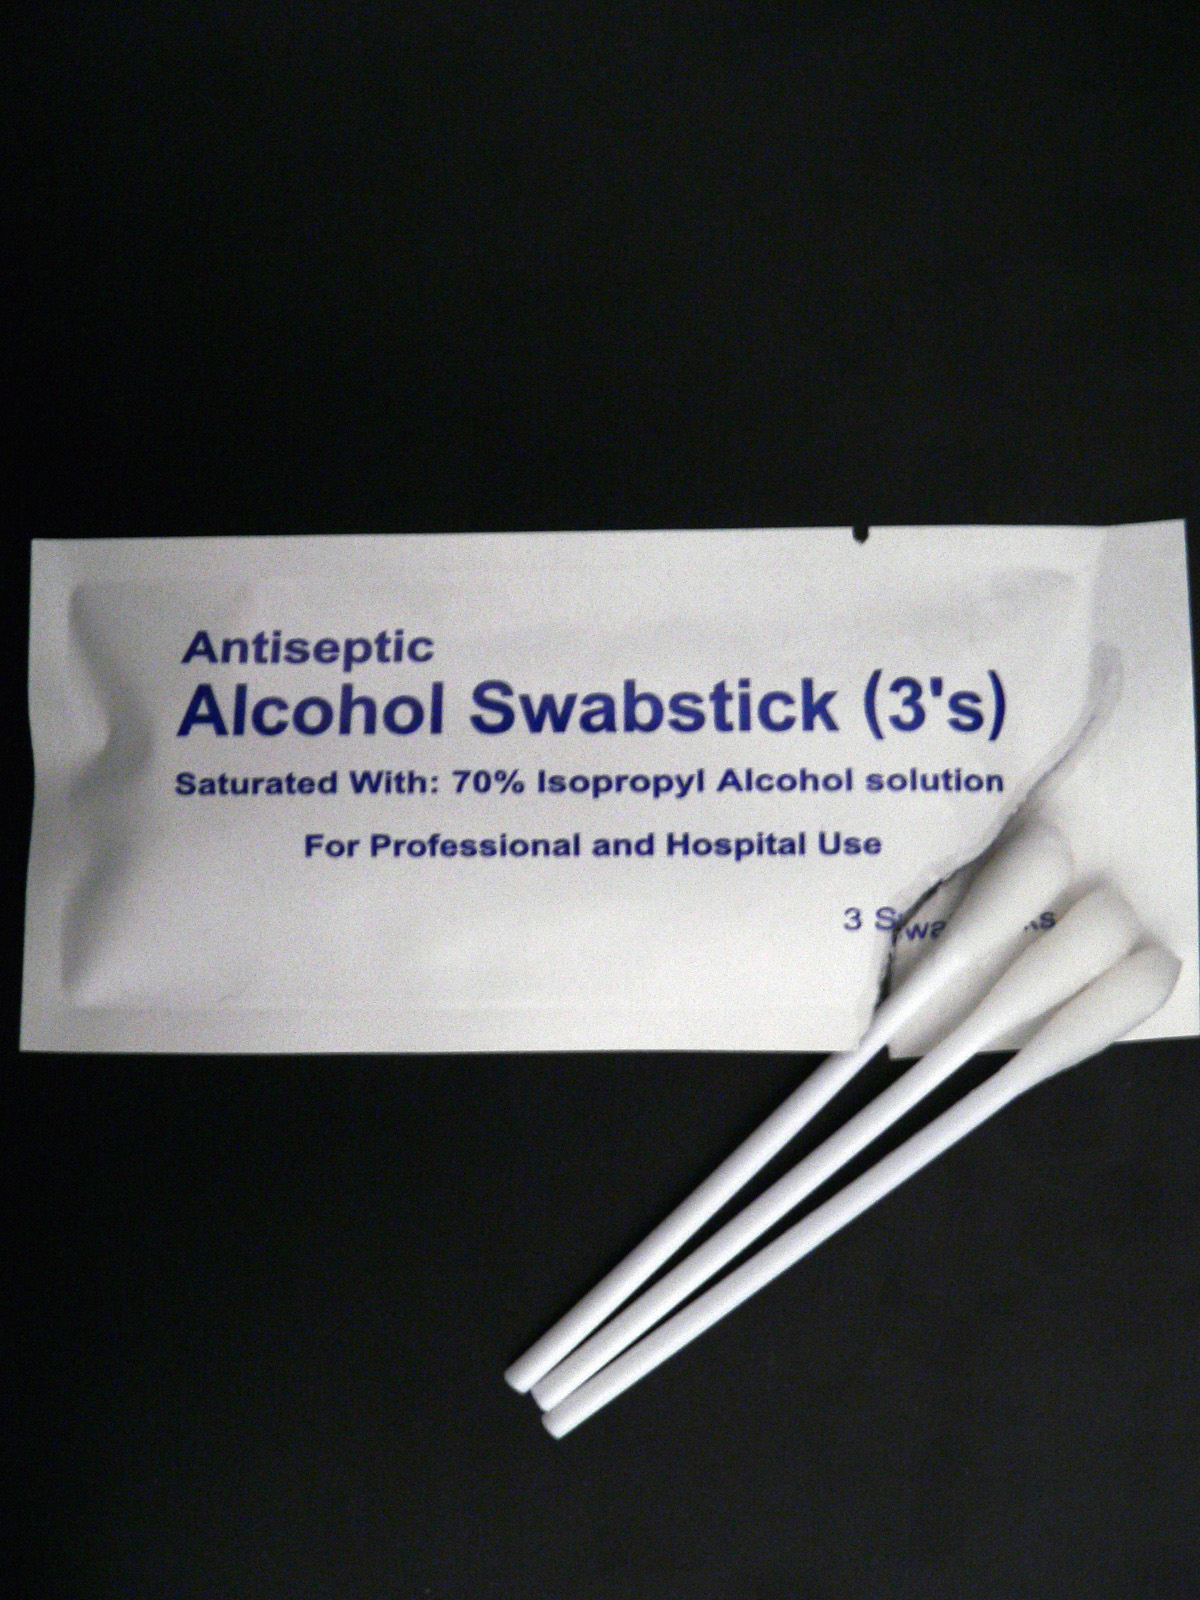 Antiseptic
Alcohol Swabstick (3's)
Saturated With: 70% Isopropyl Alcohol solution
For Professional and Hospital Use
3